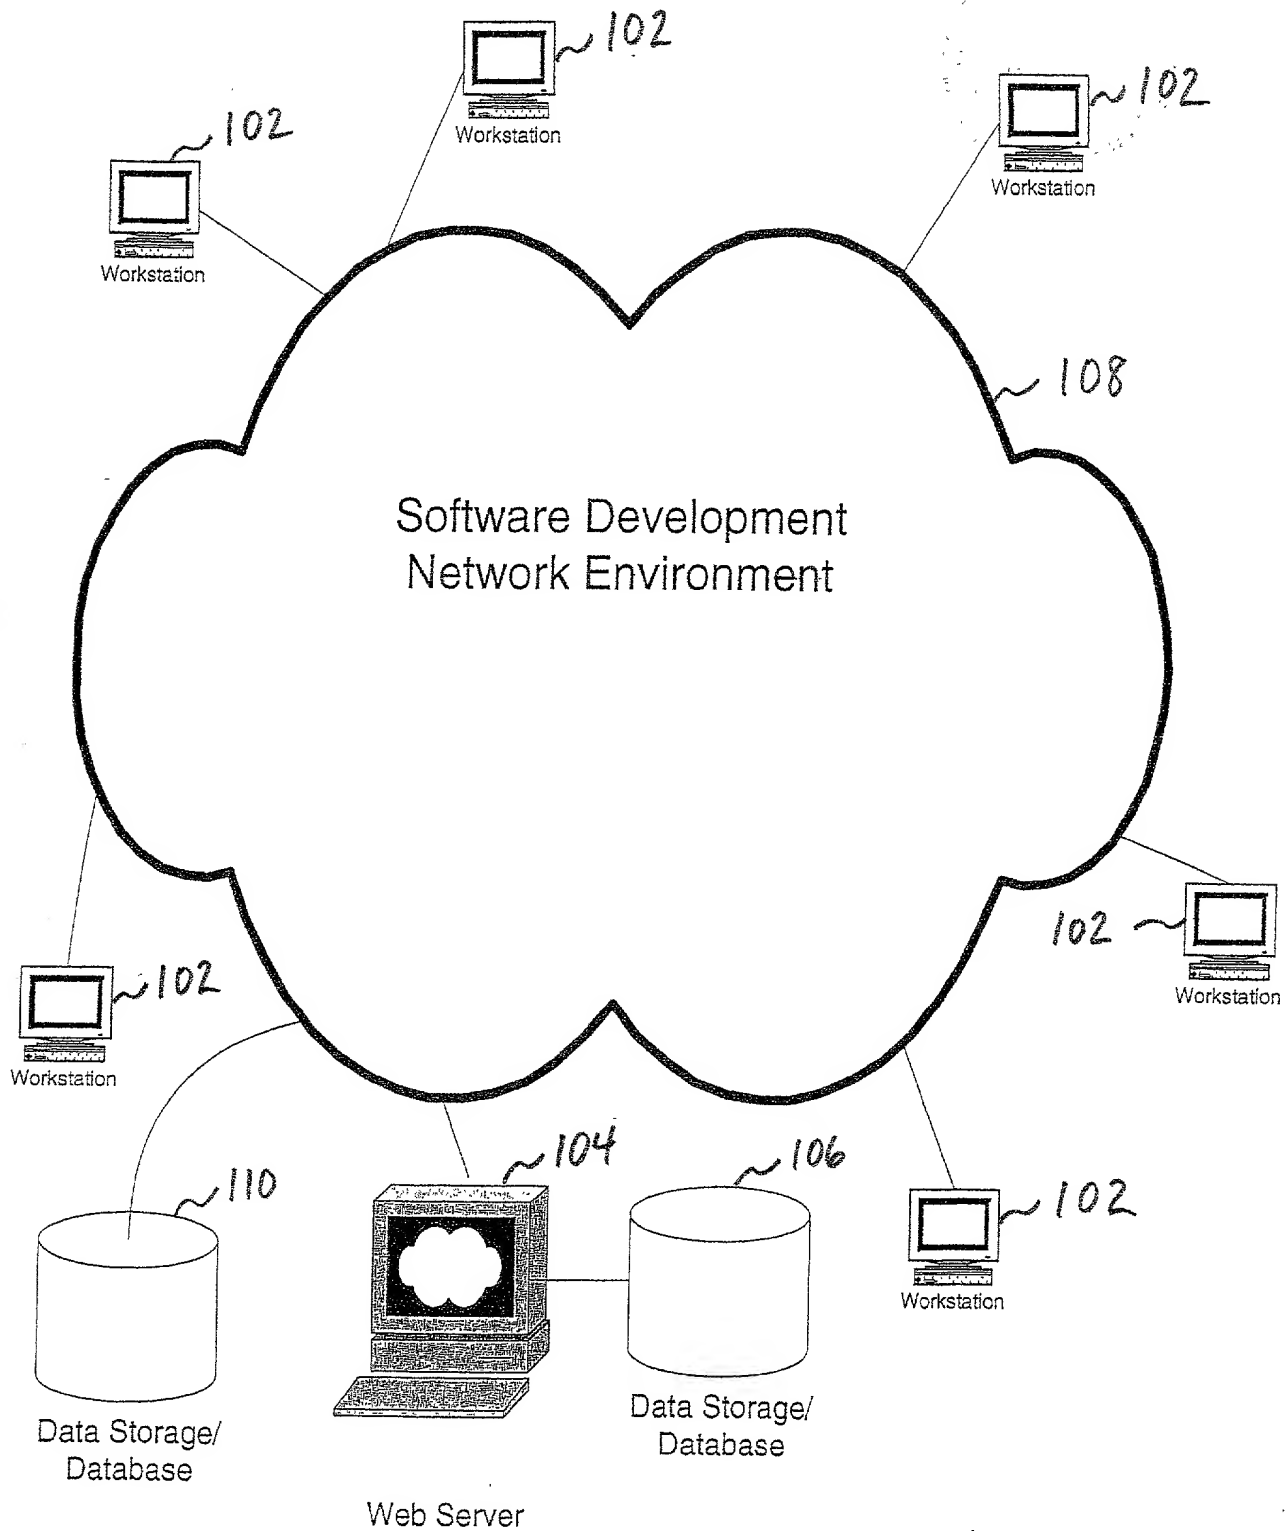 102
102
102
Workstation
Workstation
Workstation
108
Software Development
Network Environment
102
102
Workstation
Workstation
104
106
110
102
Workstation
Data Storage/
Database
Data Storage/
Database
Web Server